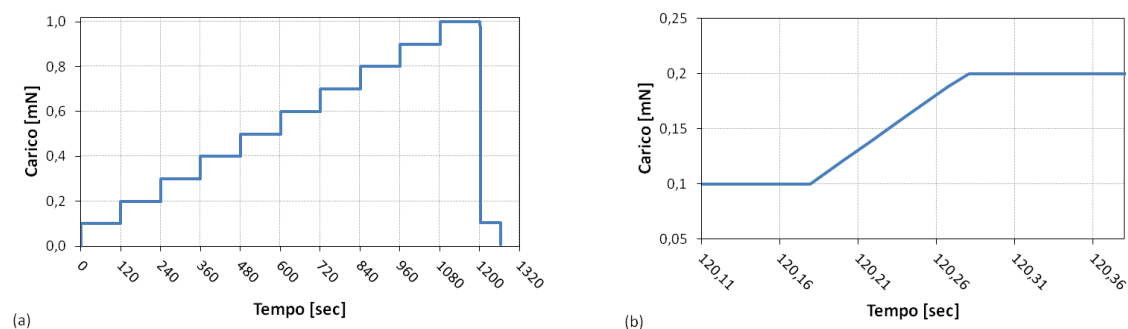 Carico [mN]
1,0
0,8
0,6
0,4
0,2
0,0
0 120 240 360 480 600 720 840 960 1080 1200 1320
Tempo [sec]
(a)
Carico [mN]
0,25
0,2
0,15
0,1
0,05
120,11 120,16 120,21 120,26 120,31 120,36
Tempo [sec]
(b)